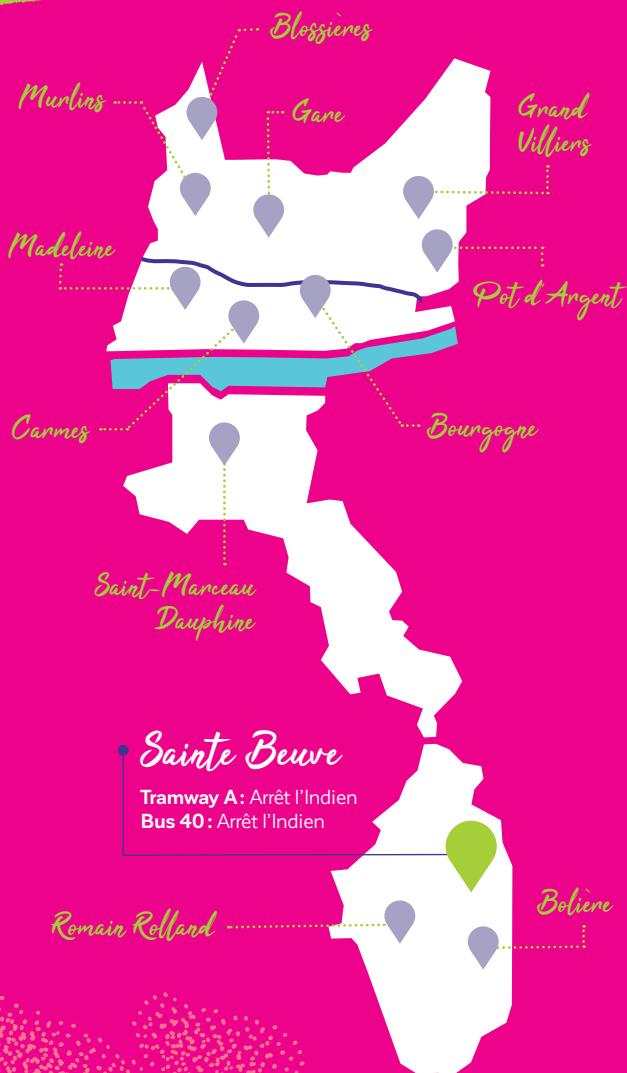 Blossières
Murlins
Gare
Grand
Villiers
Madeleine
Pot d'Argent
Carmes
Bourgogne
Saint-Marceau
Dauphine
Sainte Beuve
Tramway A : Arrêt l'Indien
Bus 40 : Arrêt l'Indien
Romain Rolland
Bolière